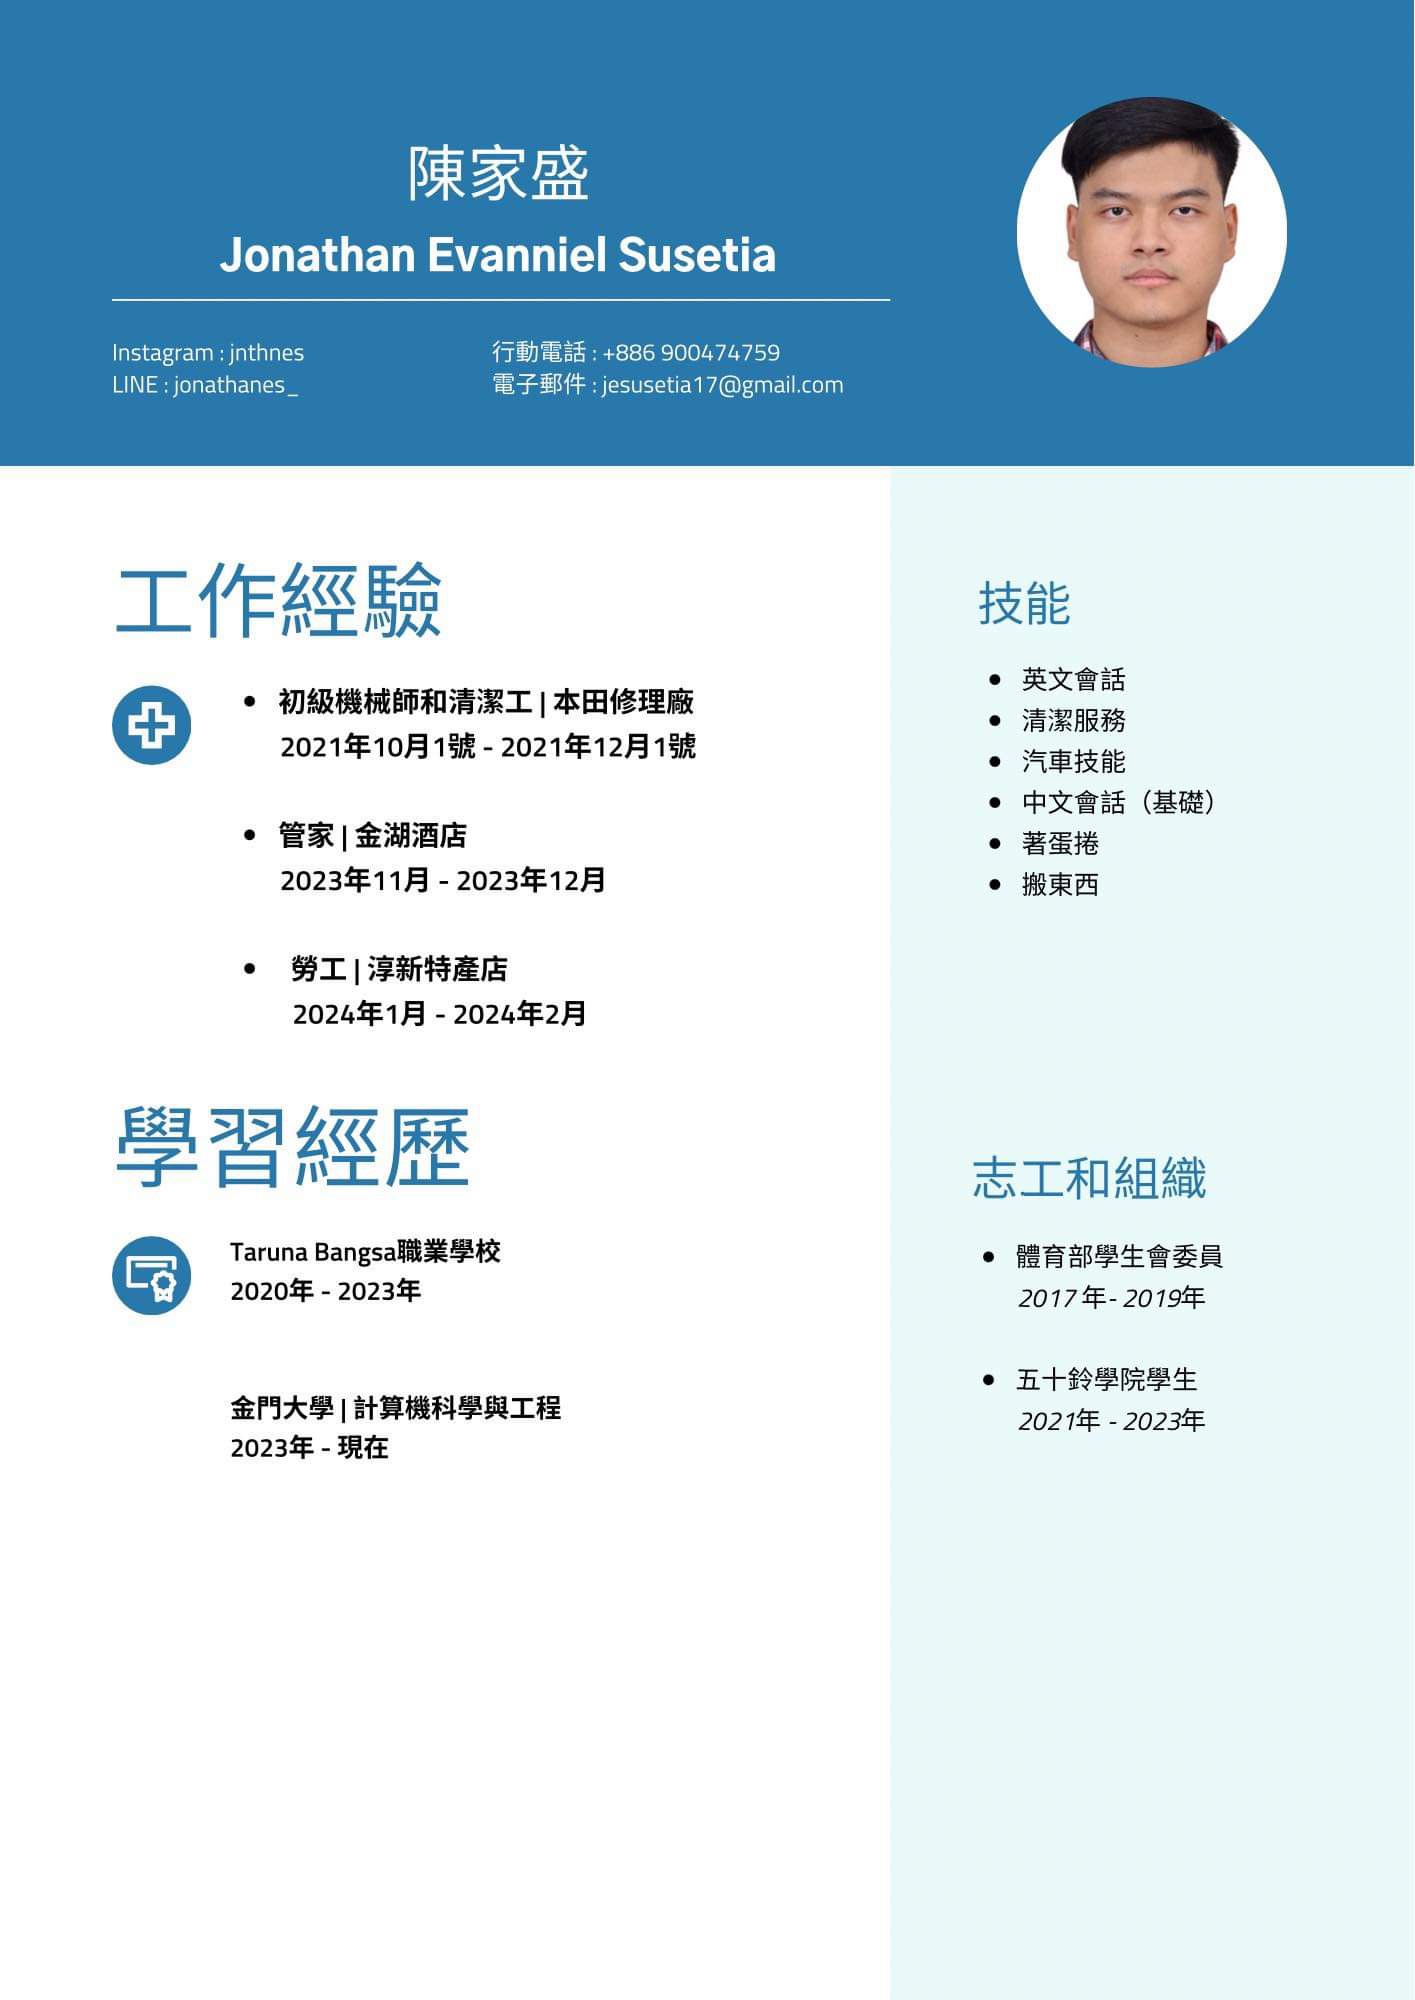 陳家盛
Jonathan Evanniel Susetia
Instagram : jnthnes
LINE : jonathanes_
行動電話 : +886 900474759
電子郵件 : jesusetia17@gmail.com
工作經驗
初級機械師和清潔工 | 本田修理廠
2021年10月1號 - 2021年12月1號
管家 | 金湖酒店
2023年11月 - 2023年12月
勞工 | 淳新特產店
2024年1月 - 2024年2月
學習經歷
Taruna Bangsa職業學校
2020年 - 2023年
金門大學 | 計算機科學與工程
2023年 - 現在
技能
英文會話
清潔服務
汽車技能
中文會話（基礎）
著蛋捲
搬東西
志工和組織
體育部學生會委員
2017 年- 2019年
五十鈴學院學生
2021年 - 2023年